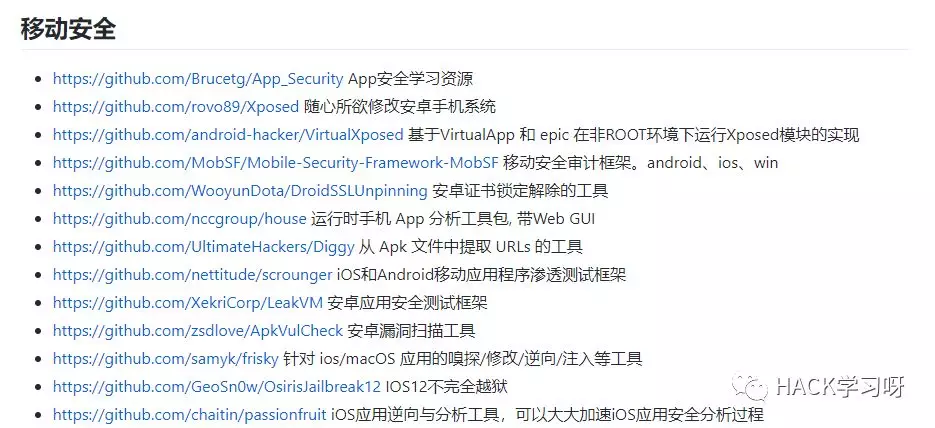 移动安全
https://github.com/Brucetg/App_Security App安全学习资源
https://github.com/rovo89/Xposed 随心所欲修改安卓手机系统
https://github.com/android-hacker/VirtualXposed 基于VirtualApp 和 epic 在非ROOT环境下运行Xposed模块的实现
https://github.com/MobSF/Mobile-Security-Framework-MobSF 移动安全审计框架。android、ios、win
https://github.com/WooyunDota/DroidSSLUnpinning 安卓证书锁定解除的工具
https://github.com/nccgroup/house 运行时手机 App 分析工具包, 带Web GUI
https://github.com/UltimateHackers/Diggy 从 Apk 文件中提取 URLs 的工具
https://github.com/nettitude/scrounger iOS和Android移动应用程序渗透测试框架
https://github.com/XekriCorp/LeakVM 安卓应用安全测试框架
https://github.com/zsdlove/ApkVulCheck 安卓漏洞扫描工具
https://github.com/samyk/frisky 针对 ios/macOS 应用的嗅探/修改/逆向/注入等工具
https://github.com/GeoSn0w/OsirisJailbreak12 IOS12不完全越狱
https://github.com/chaitin/passionfruit iOS应用逆向与分析工具，可以大大加速iOS应用安全分析过程
HACK学习呀